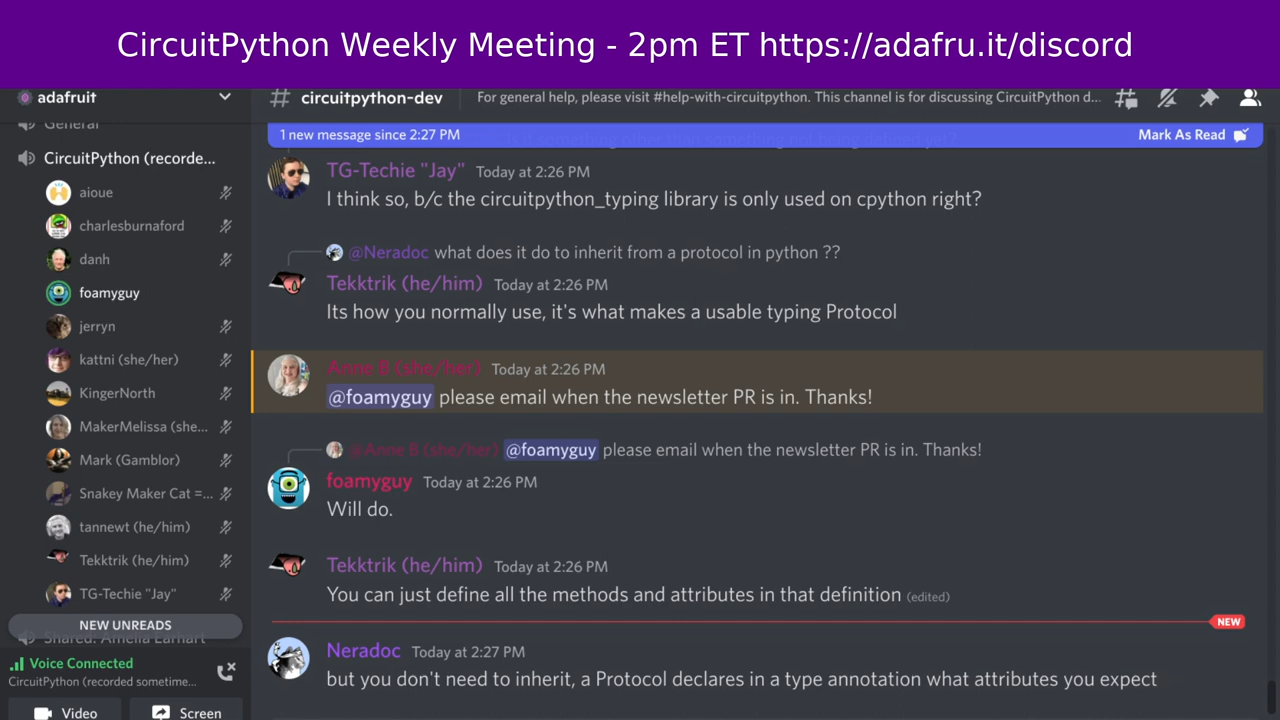 CircuitPython Weekly Meeting - 2pm ET https://adafru.it/discord
adafruit
# circuitpython-dev
For general help, please visit #help-with-circuitpython. This channel is for discussing CircuitPython d...
General
CircuitPython (recorde...
aioue
charlesburnaford
danh
foamyguy
jerryn
kattni (she/her)
KingerNorth
MakerMelissa (she...
Mark (Gamblor)
Snakey Maker Cat =...
tannewt (he/him)
Tekktrik (he/him)
TG-Techie "Jay"
NEW UNREADS
Shared: Amelia Earhart
Voice Connected
CircuitPython (recorded sometime...
Video
Screen
1 new message since 2:27 PM
Mark As Read
TG-Techie "Jay" Today at 2:26 PM
I think so, b/c the circuitpython_typing library is only used on cpython right?
@Neradoc what does it do to inherit from a protocol in python ??
Tekktrik (he/him) Today at 2:26 PM
Its how you normally use, it's what makes a usable typing Protocol
Anne B (she/her) Today at 2:26 PM
@foamyguy please email when the newsletter PR is in. Thanks!
@Anne B (she/her) @foamyguy please email when the newsletter PR is in. Thanks!
foamyguy Today at 2:26 PM
Will do.
Tekktrik (he/him) Today at 2:26 PM
You can just define all the methods and attributes in that definition (edited)
NEW
Neradoc Today at 2:27 PM
but you don't need to inherit, a Protocol declares in a type annotation what attributes you expect